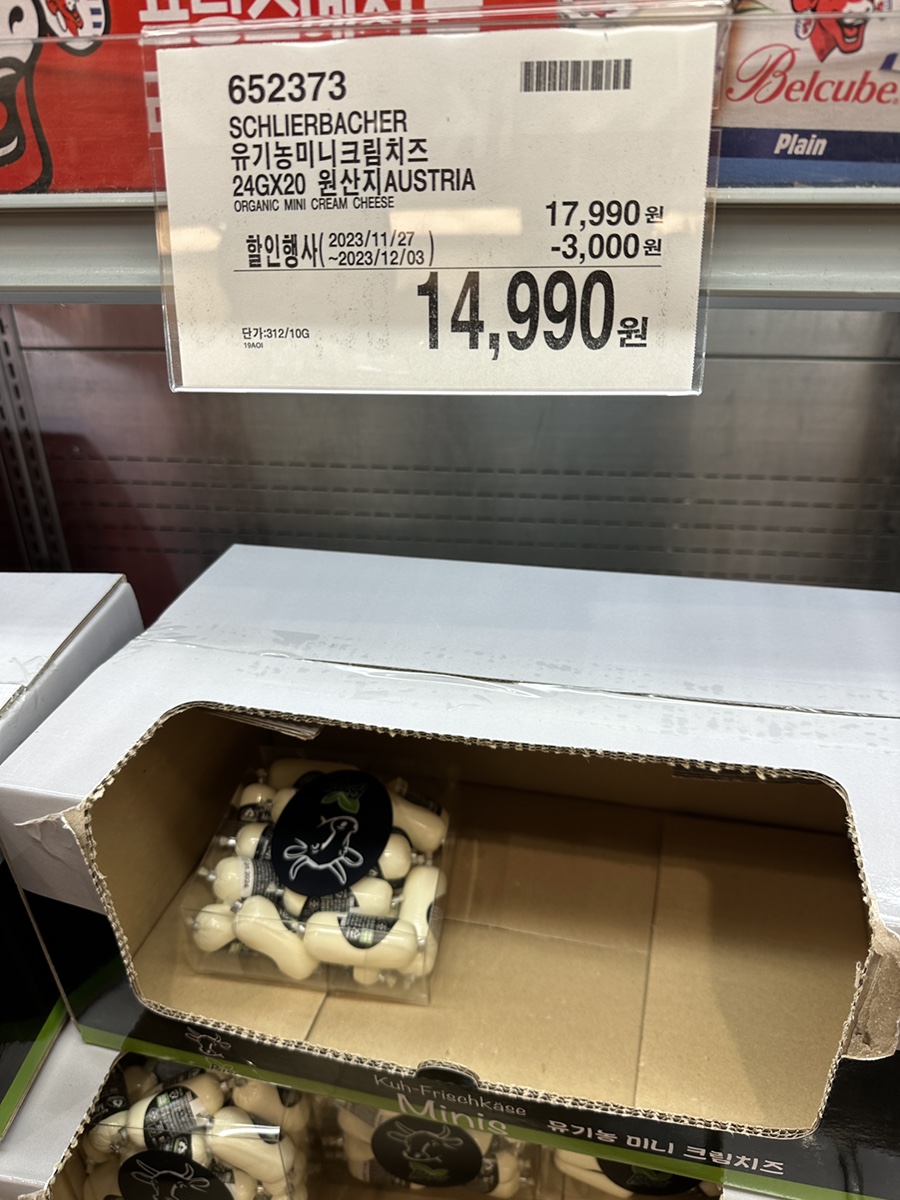 Belcube
Plain
652373
SCHLIERBACHER
유기농미니크림치즈
24GX20 원산지AUSTRIA
ORGANIC MINI CREAM CHEESE
17,990원
할인행사( 2023/11/27 ~2023/12/03 ) -3,000원
14,990원
단가:312/10G
19AOI
Kuh-Frischkäse
Minis
유기농 미니 크림치즈